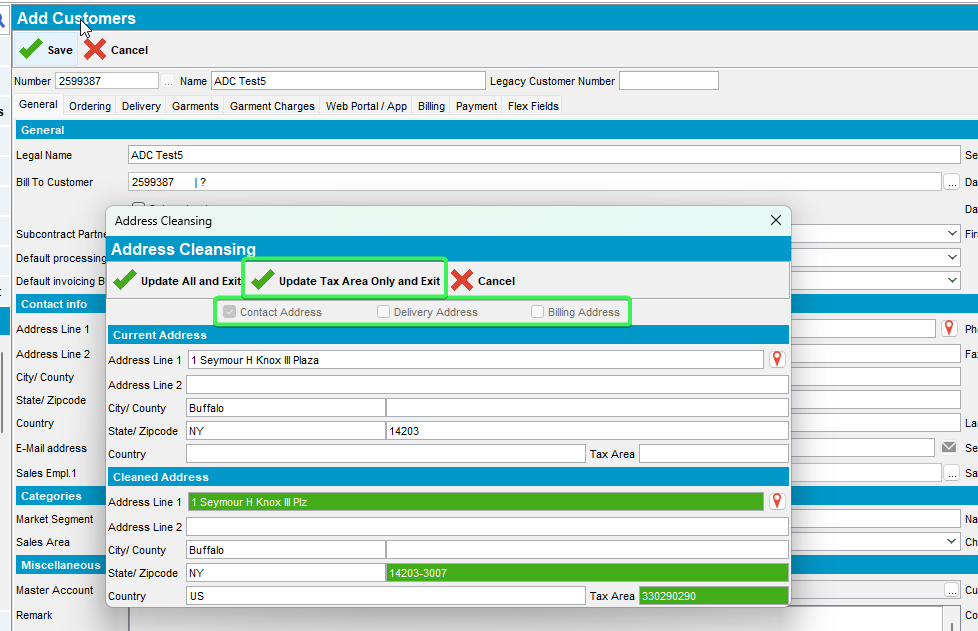 Add Customers
Save Cancel
Number 2599387 ... Name ADC Test5 Legacy Customer Number
General Ordering Delivery Garments Garment Charges Web Portal / App Billing Payment Flex Fields
General
Legal Name ADC Test5 Se
Bill To Customer 2599387 | ? ... Da
Da
Subcontract Partne Fir
Default processing
Default invoicing B
Contact info
Address Line 1 Ph
Address Line 2 Fa
City/ County
State/ Zipcode
Country La
E-Mail address Se
Sales Empl.1 ... Sa
Categories
Market Segment Na
Sales Area Ch
Miscellaneous
Master Account ... Cu
Remark Co
Address Cleansing
Address Cleansing
Update All and Exit Update Tax Area Only and Exit Cancel
Contact Address Delivery Address Billing Address
Current Address
Address Line 1 1 Seymour H Knox III Plaza
Address Line 2
City/ County Buffalo
State/ Zipcode NY 14203
Country Tax Area
Cleaned Address
Address Line 1 1 Seymour H Knox III Plz
Address Line 2
City/ County Buffalo
State/ Zipcode NY 14203-3007
Country US Tax Area 330290290